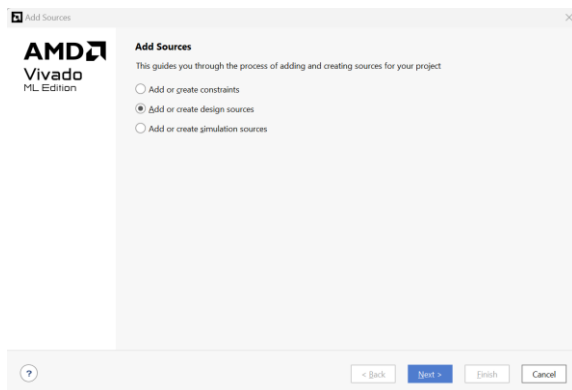 Add Sources
AMD
Vivado
ML Edition
Add Sources
This guides you through the process of adding and creating sources for your project
Add or create constraints
Add or create design sources
Add or create simulation sources
?
< Back
Next >
Finish
Cancel